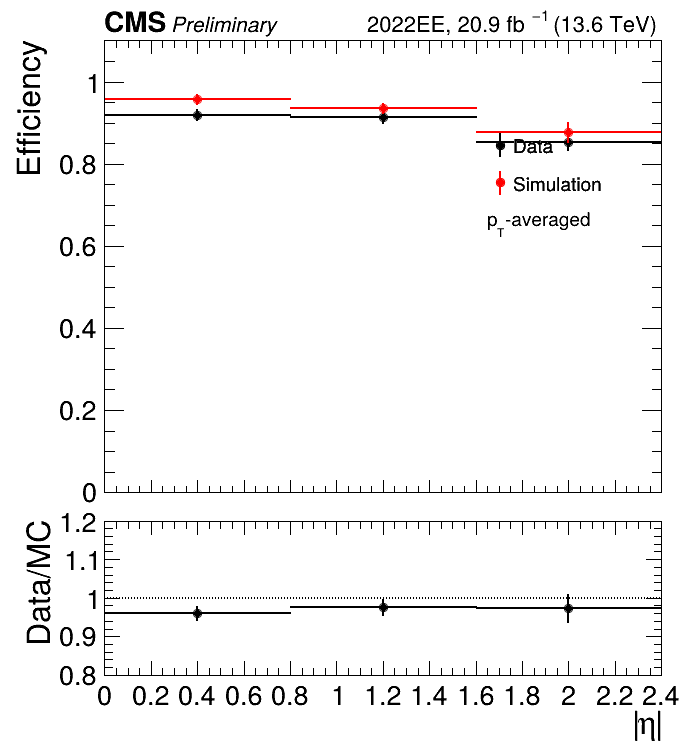 CMS Preliminary 2022EE, 20.9 fb⁻¹ (13.6 TeV)
Efficiency
1
0.8
0.6
0.4
0.2
0
Data
Simulation
p_T-averaged
Data/MC
1.2
1.1
1
0.9
0.8
0 0.2 0.4 0.6 0.8 1 1.2 1.4 1.6 1.8 2 2.2 2.4
|η|